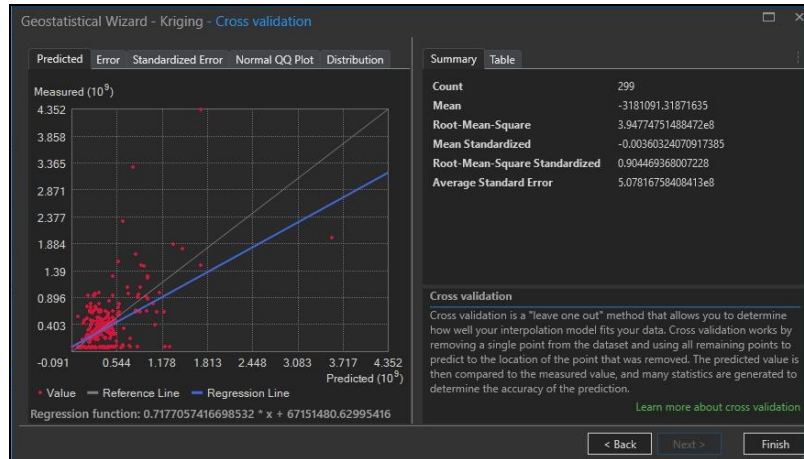 Geostatistical Wizard - Kriging - Cross validation
Predicted Error Standardized Error Normal QQ Plot Distribution
Measured (10⁹)
4.352
3.858
3.365
2.871
2.377
1.884
1.39
0.896
0.403
-0.091 0.544 1.178 1.813 2.448 3.083 3.717 4.352
Predicted (10⁹)
Value Reference Line Regression Line
Regression function: 0.7177057416698532 * x + 67151480.62995416
Summary Table
Count 299
Mean -3181091.31871635
Root-Mean-Square 3.94774751488472e8
Mean Standardized -0.00360324070917385
Root-Mean-Square Standardized 0.904469368007228
Average Standard Error 5.07816758408413e8
Cross validation
Cross validation is a "leave one out" method that allows you to determine
how well your interpolation model fits your data. Cross validation works by
removing a single point from the dataset and using all remaining points to
predict to the location of the point that was removed. The predicted value is
then compared to the measured value, and many statistics are generated to
determine the accuracy of the prediction.
Learn more about cross validation
< Back Next > Finish